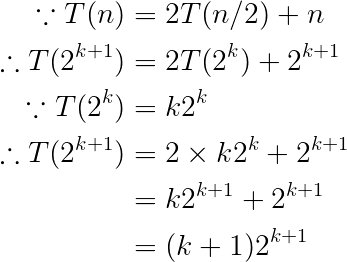 ∵ T(n) = 2T(n/2) + n
∴ T(2^{k+1}) = 2T(2^k) + 2^{k+1}
∵ T(2^k) = k2^k
∴ T(2^{k+1}) = 2 × k2^k + 2^{k+1}
= k2^{k+1} + 2^{k+1}
= (k + 1)2^{k+1}